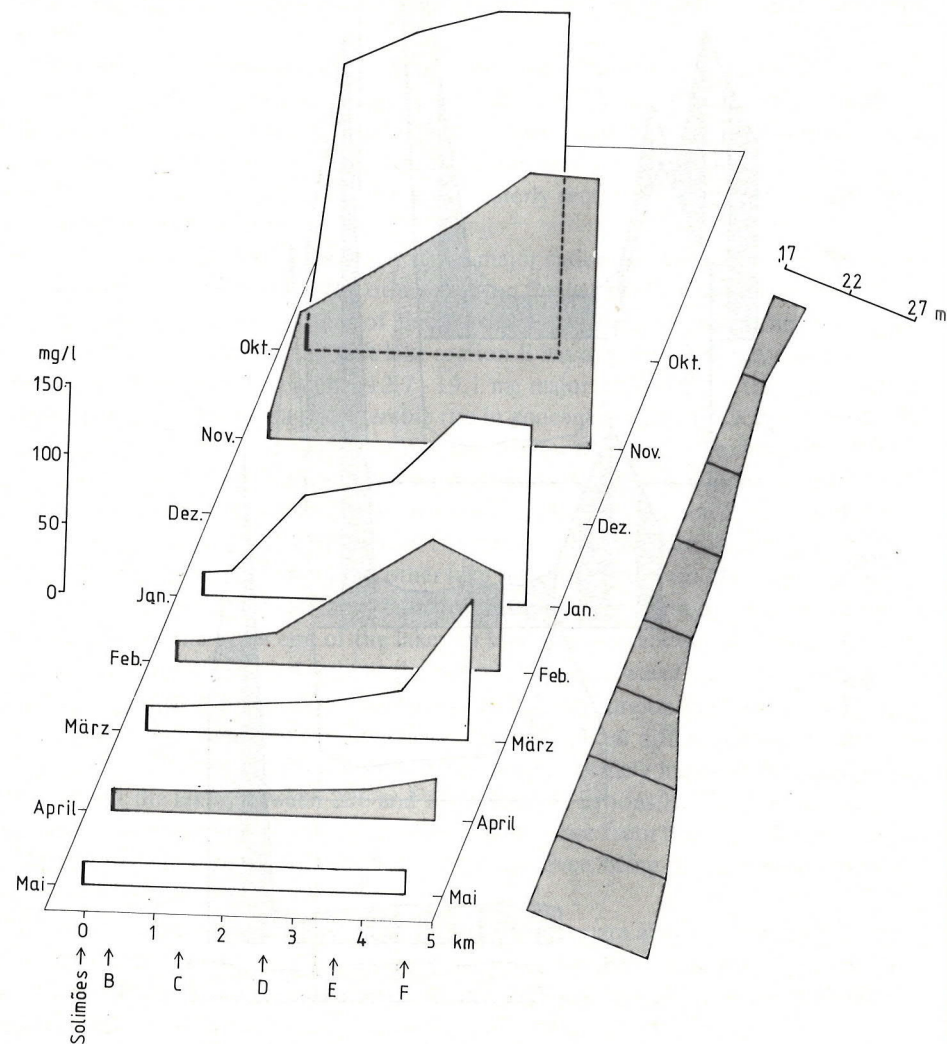 17
22
27 m
mg/l
150
100
50
0
Okt.
Nov.
Dez.
Jan.
Feb.
März
April
Mai
Okt.
Nov.
Dez.
Jan.
Feb.
März
April
Mai
0 1 2 3 4 5 km
Solimões B C D E F